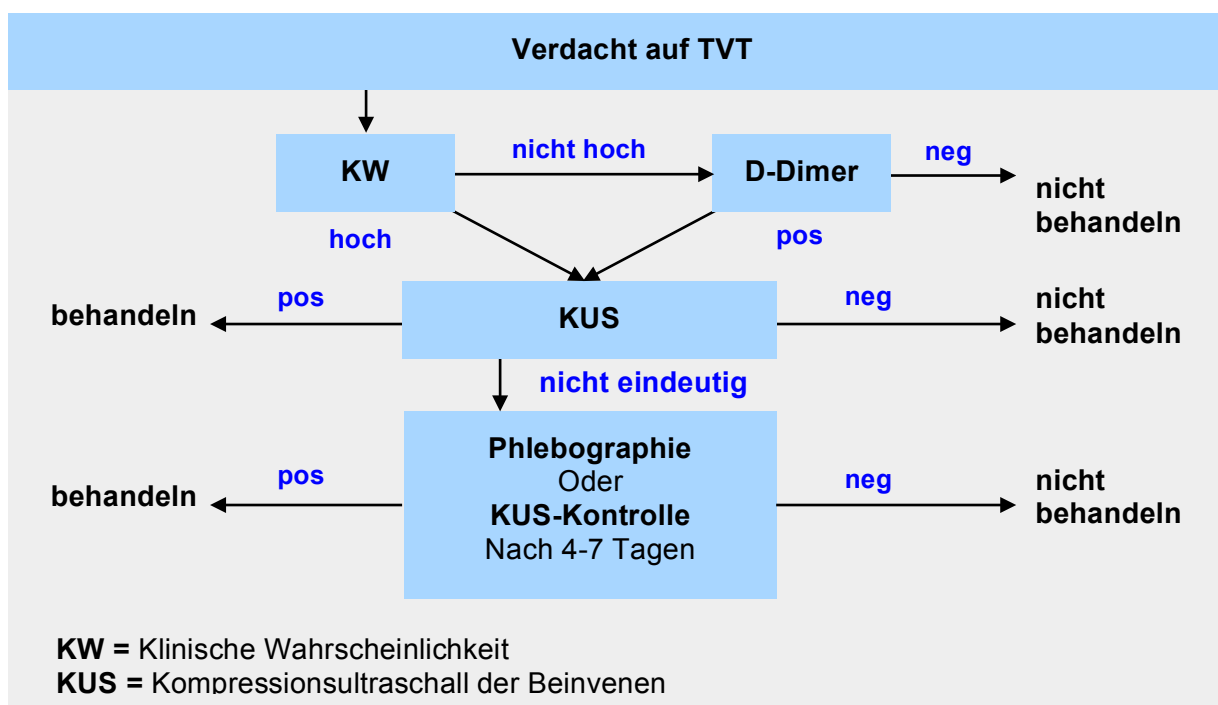 Verdacht auf TVT
KW
nicht hoch
D-Dimer
neg
nicht
behandeln
hoch
pos
behandeln
pos
KUS
neg
nicht
behandeln
nicht eindeutig
behandeln
pos
Phlebographie
Oder
KUS-Kontrolle
Nach 4-7 Tagen
neg
nicht
behandeln
KW = Klinische Wahrscheinlichkeit
KUS = Kompressionsultraschall der Beinvenen